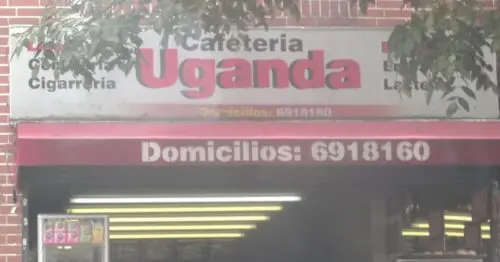 Cafeteria
Uganda
Cigarreria
Domicilios: 6918160
Domicilios: 6918160